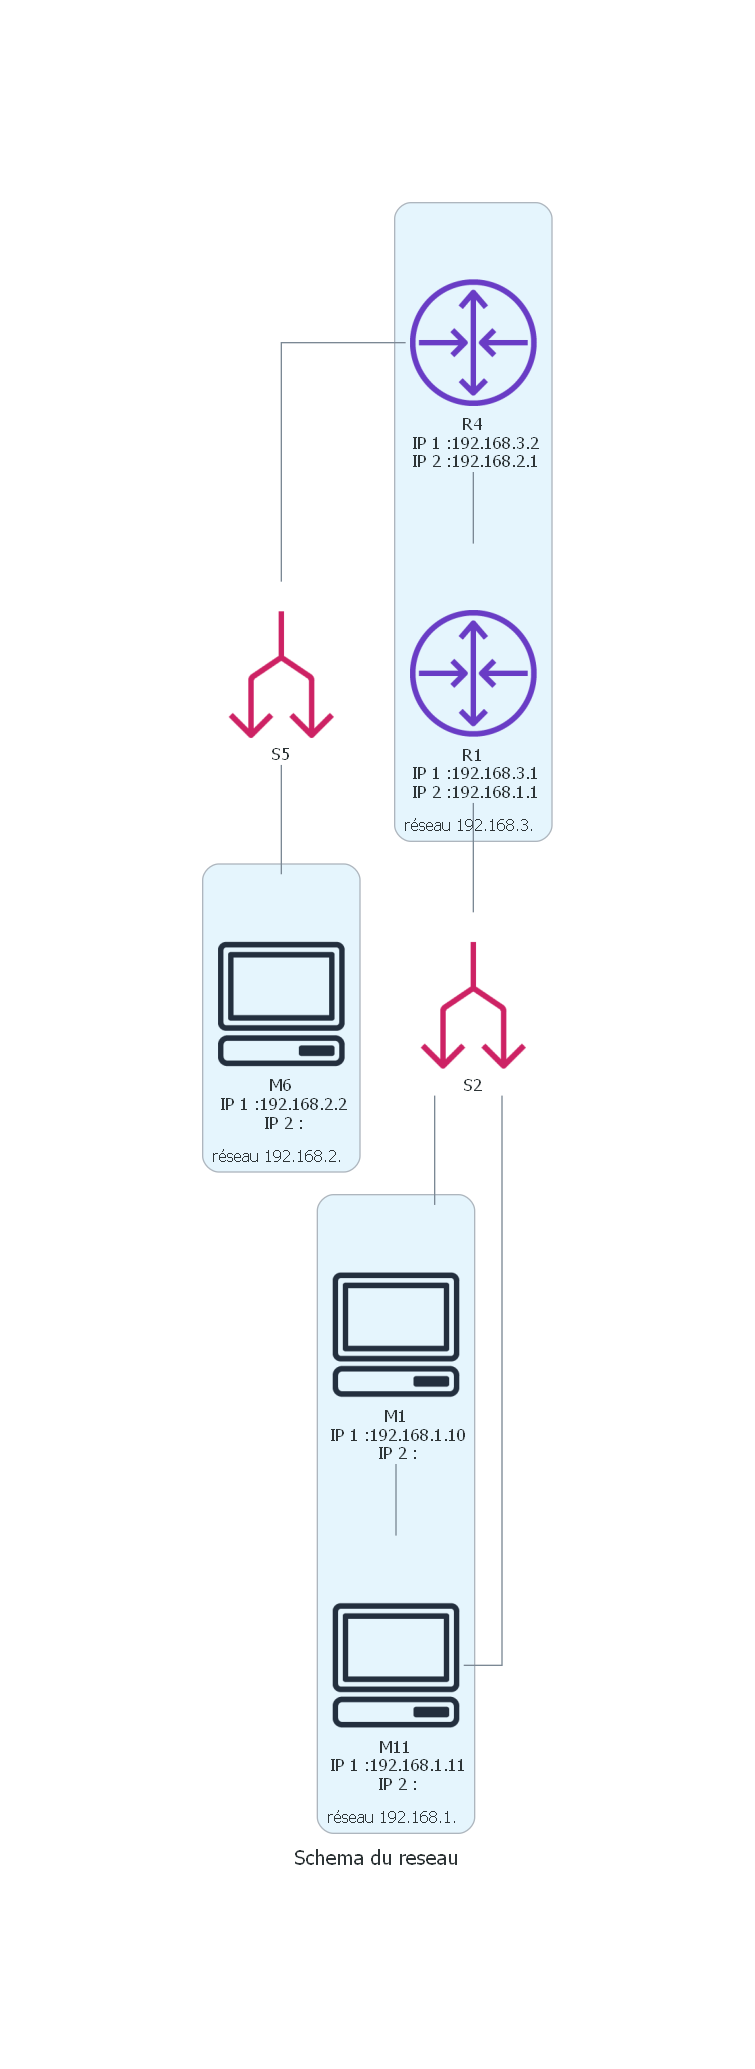 R4
IP 1 :192.168.3.2
IP 2 :192.168.2.1
R1
IP 1 :192.168.3.1
IP 2 :192.168.1.1
réseau 192.168.3.
S5
S2
M6
IP 1 :192.168.2.2
IP 2 :
réseau 192.168.2.
M1
IP 1 :192.168.1.10
IP 2 :
M11
IP 1 :192.168.1.11
IP 2 :
réseau 192.168.1.
Schema du reseau